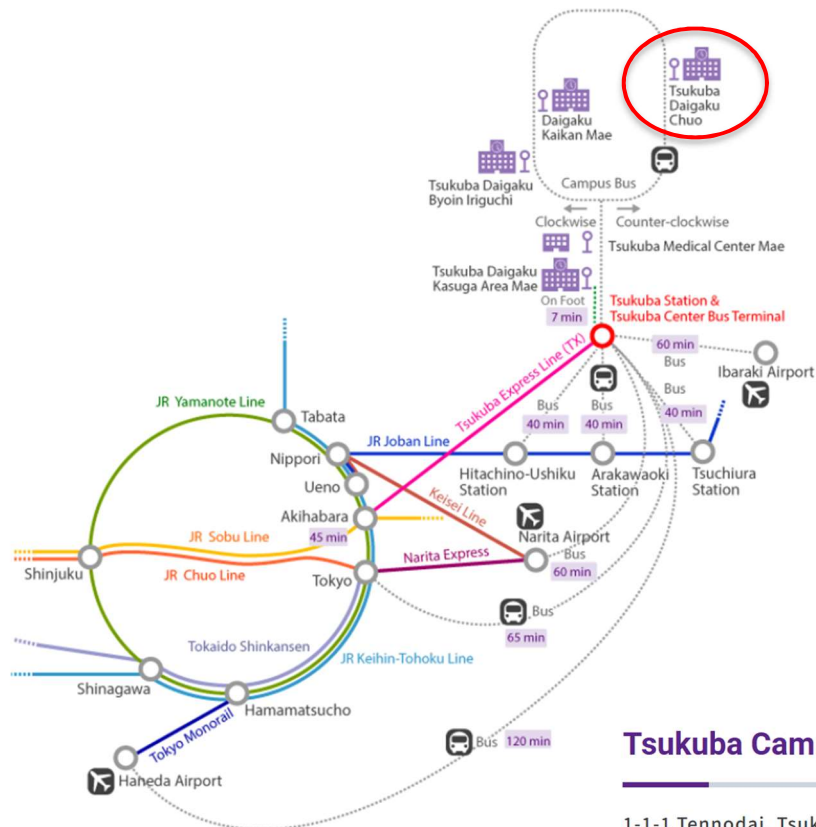 Tsukuba
Daigaku
Chuo
Daigaku
Kaikan Mae
Tsukuba Daigaku
Byoin Iriguchi
Campus Bus
Clockwise
Counter-clockwise
Tsukuba Medical Center Mae
Tsukuba Daigaku
Kasuga Area Mae
On Foot
7 min
Tsukuba Station &
Tsukuba Center Bus Terminal
60 min
Bus
Ibaraki Airport
Tsukuba Express Line (TX)
Bus
40 min
Bus
40 min
Bus
40 min
JR Yamanote Line
Tabata
JR Joban Line
Nippori
Hitachino-Ushiku
Station
Arakawaoki
Station
Tsuchiura
Station
Ueno
Keisei Line
Akihabara
45 min
JR Sobu Line
Narita Airport
Bus
60 min
Narita Express
Shinjuku
JR Chuo Line
Tokyo
Bus
65 min
Tokaido Shinkansen
JR Keihin-Tohoku Line
Shinagawa
Hamamatsucho
Tokyo Monorail
Bus
120 min
Haneda Airport
Tsukuba Cam
1-1-1 Tennodai, Tsuk